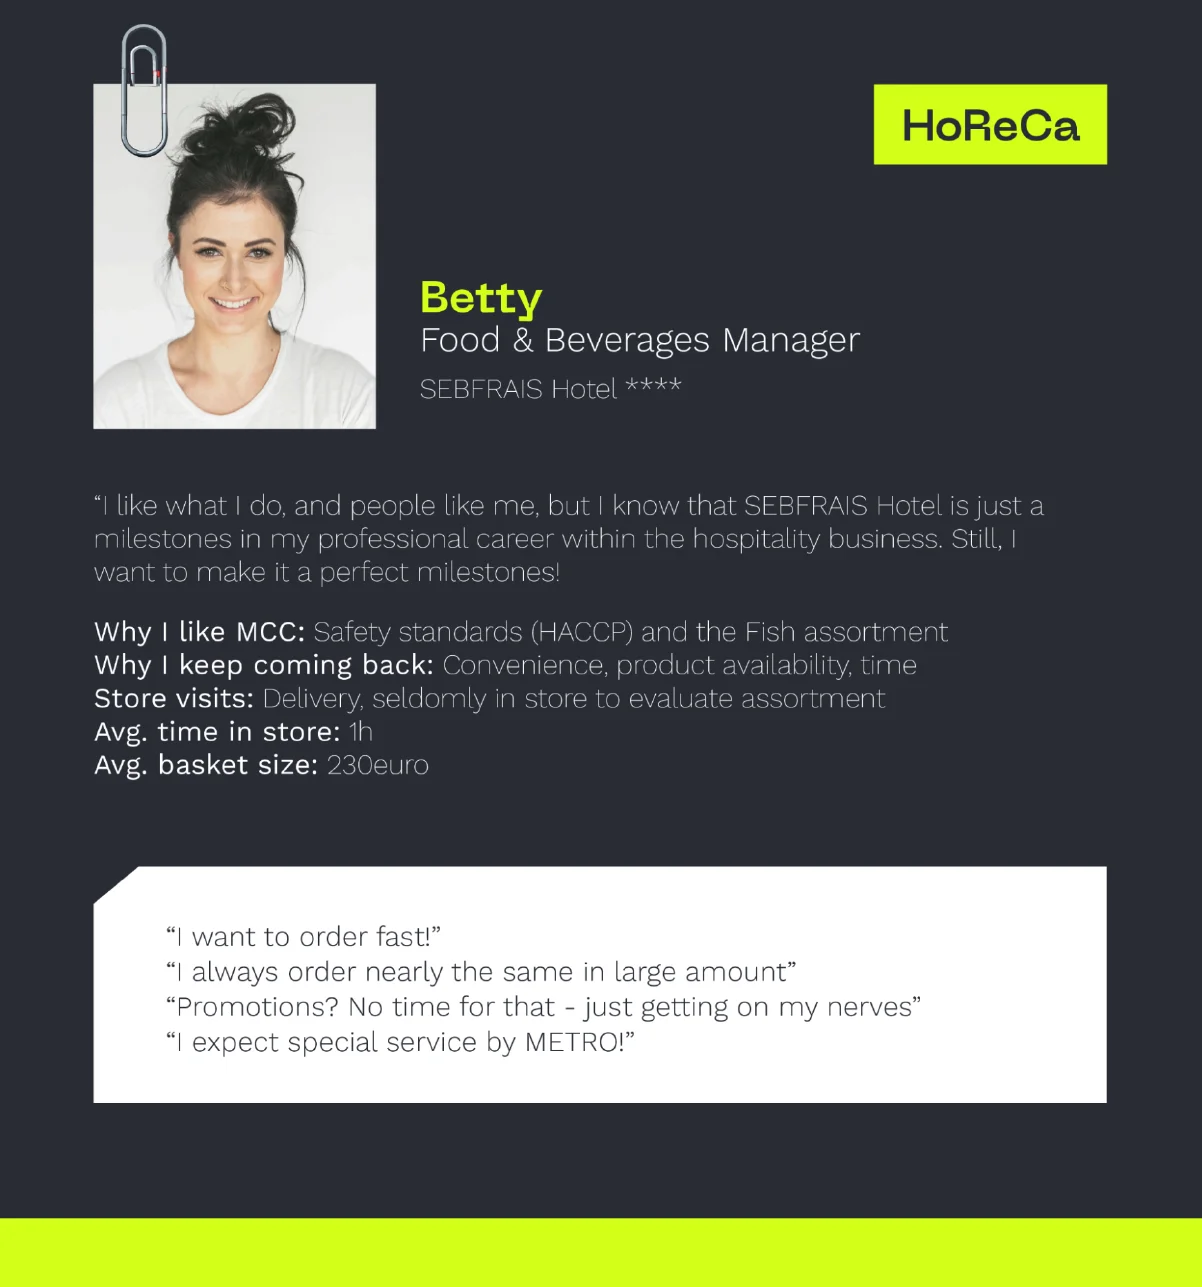 HoReCa
Betty
Food & Beverages Manager
SEBFRAIS Hotel ****
“I like what I do, and people like me, but I know that SEBFRAIS Hotel is just a
milestones in my professional career within the hospitality business. Still, I
want to make it a perfect milestones!
Why I like MCC: Safety standards (HACCP) and the Fish assortment
Why I keep coming back: Convenience, product availability, time
Store visits: Delivery, seldomly in store to evaluate assortment
Avg. time in store: 1h
Avg. basket size: 230euro
“I want to order fast!”
“I always order nearly the same in large amount”
“Promotions? No time for that - just getting on my nerves”
“I expect special service by METRO!”